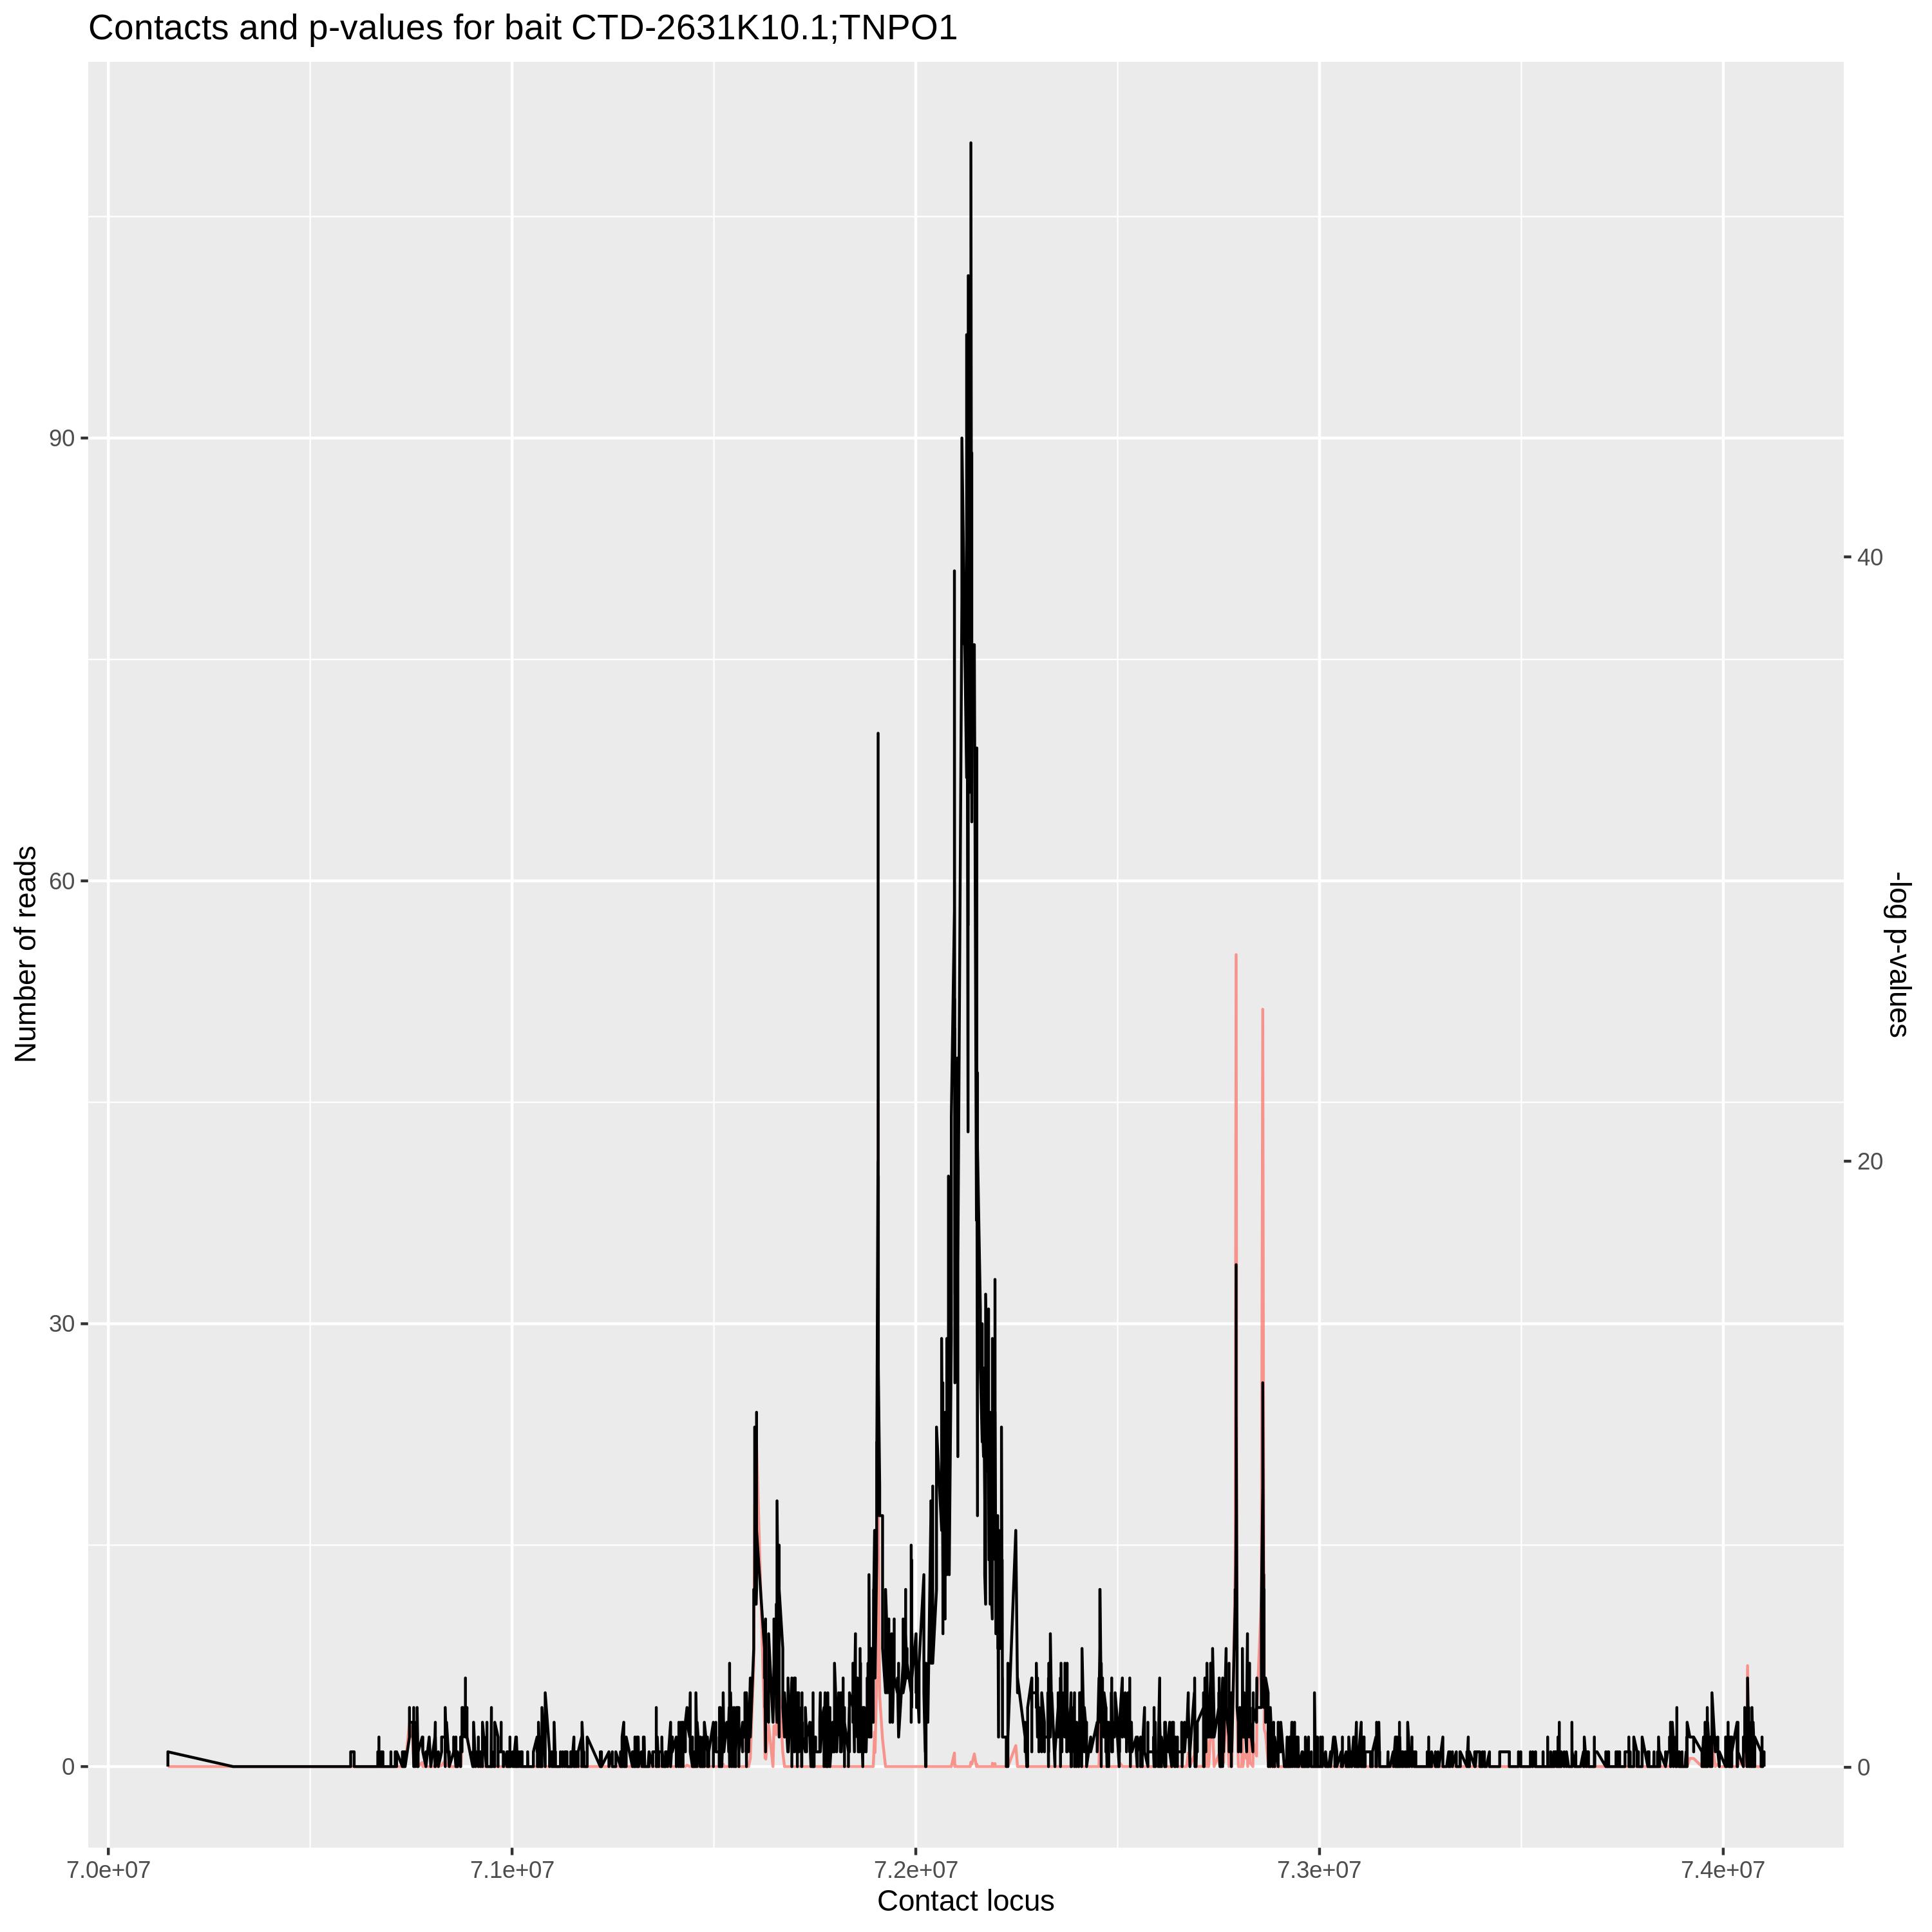 Contacts and p-values for bait CTD-2631K10.1;TNPO1
Number of reads
90
60
30
0
40
20
0
-log p-values
7.0e+07
7.1e+07
7.2e+07
7.3e+07
7.4e+07
Contact locus